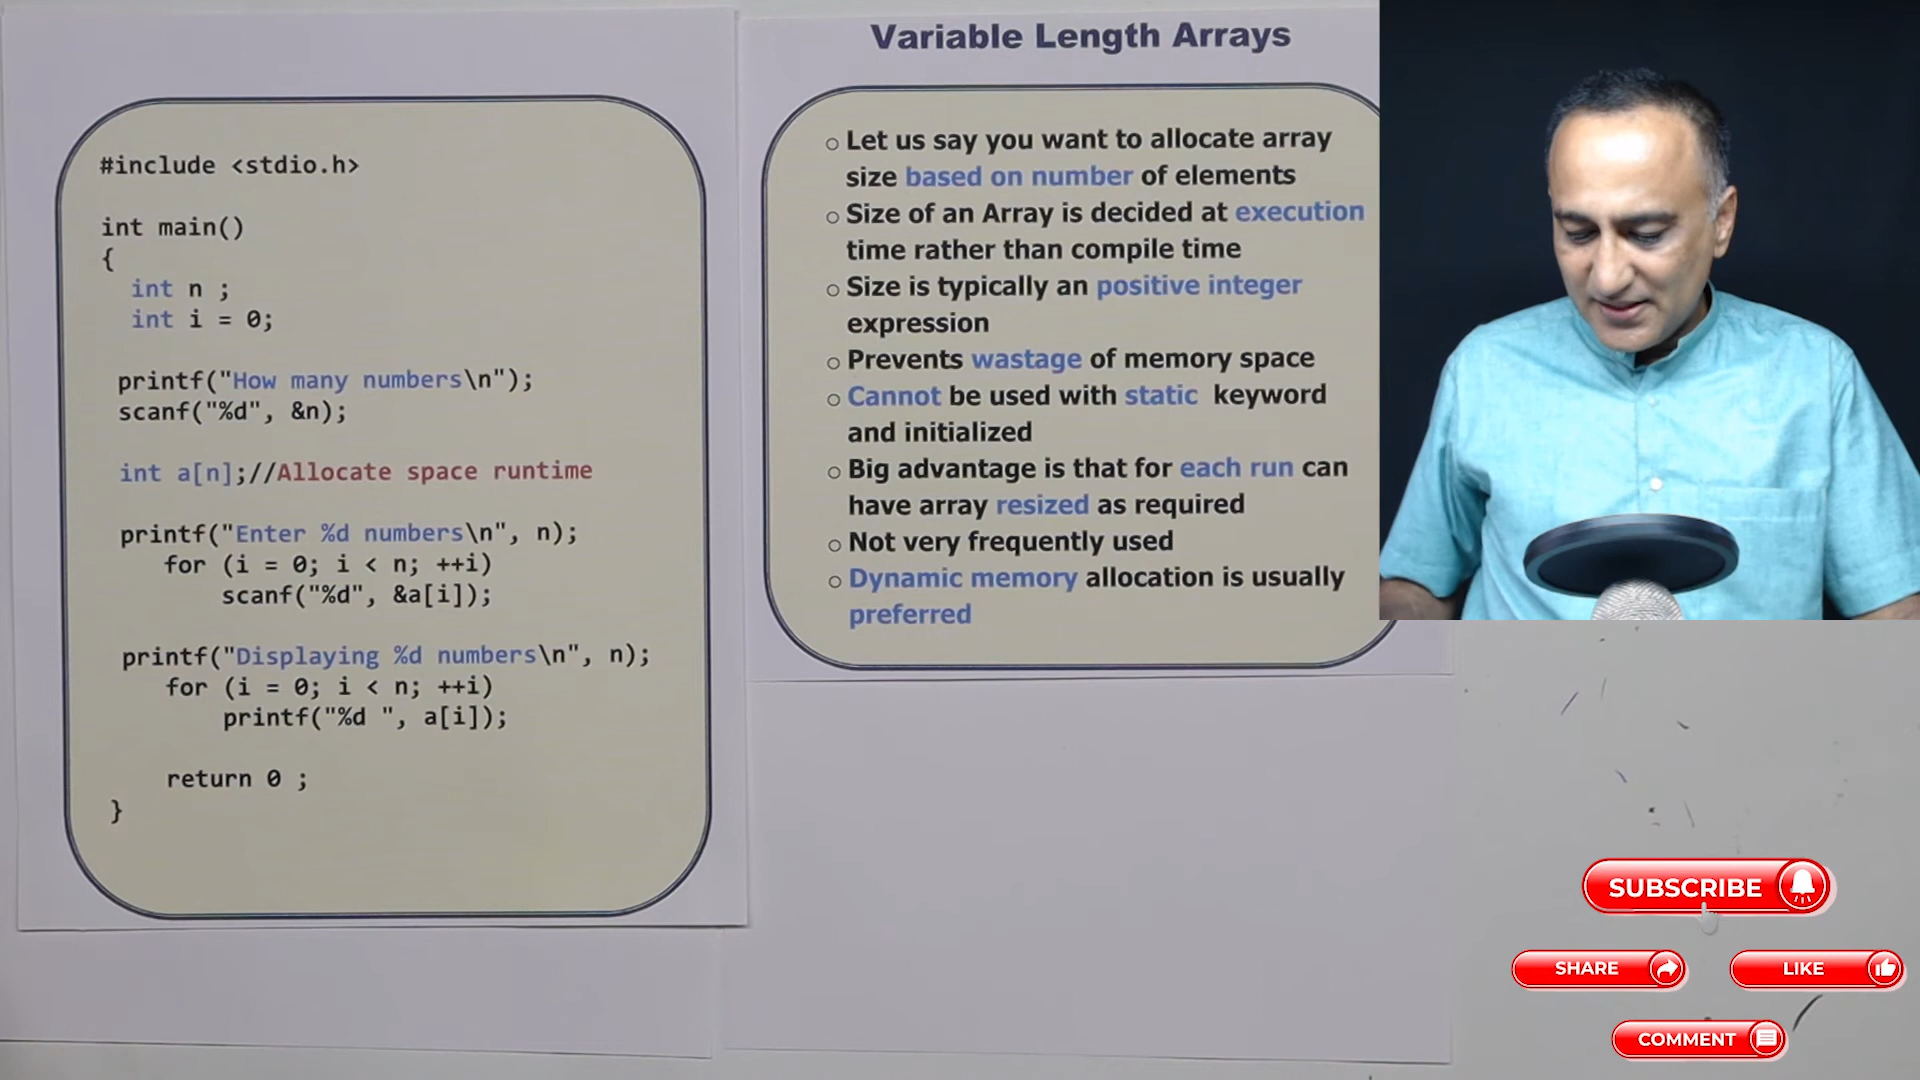 #include <stdio.h>
int main()
{
int n ;
int i = 0;
printf("How many numbers\n");
scanf("%d", &n);
int a[n];//Allocate space runtime
printf("Enter %d numbers\n", n);
for (i = 0; i < n; ++i)
scanf("%d", &a[i]);
printf("Displaying %d numbers\n", n);
for (i = 0; i < n; ++i)
printf("%d ", a[i]);
return 0 ;
}
Variable Length Arrays
○ Let us say you want to allocate array
size based on number of elements
○ Size of an Array is decided at execution
time rather than compile time
○ Size is typically an positive integer
expression
○ Prevents wastage of memory space
○ Cannot be used with static keyword
and initialized
○ Big advantage is that for each run can
have array resized as required
○ Not very frequently used
○ Dynamic memory allocation is usually
preferred
SUBSCRIBE
SHARE
LIKE
COMMENT